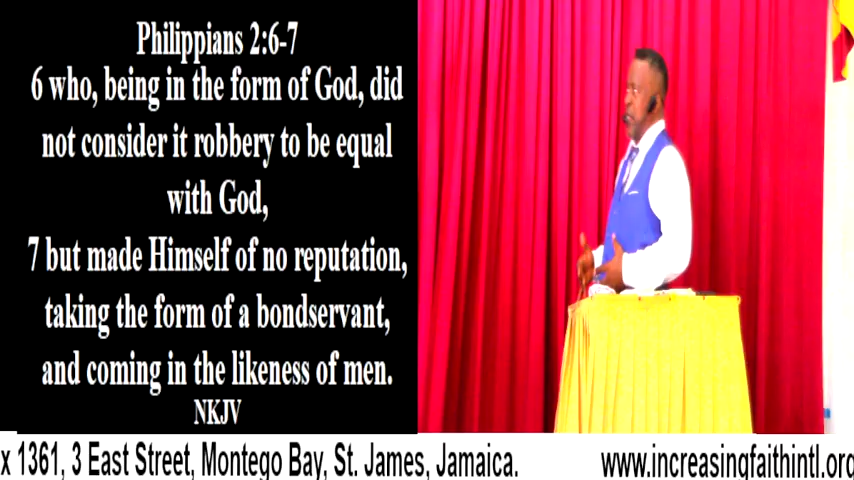 Philippians 2:6-7
6 who, being in the form of God, did
not consider it robbery to be equal
with God,
7 but made Himself of no reputation,
taking the form of a bondservant,
and coming in the likeness of men.
NKJV
x 1361, 3 East Street, Montego Bay, St. James, Jamaica.
www.increasingfaithintl.org